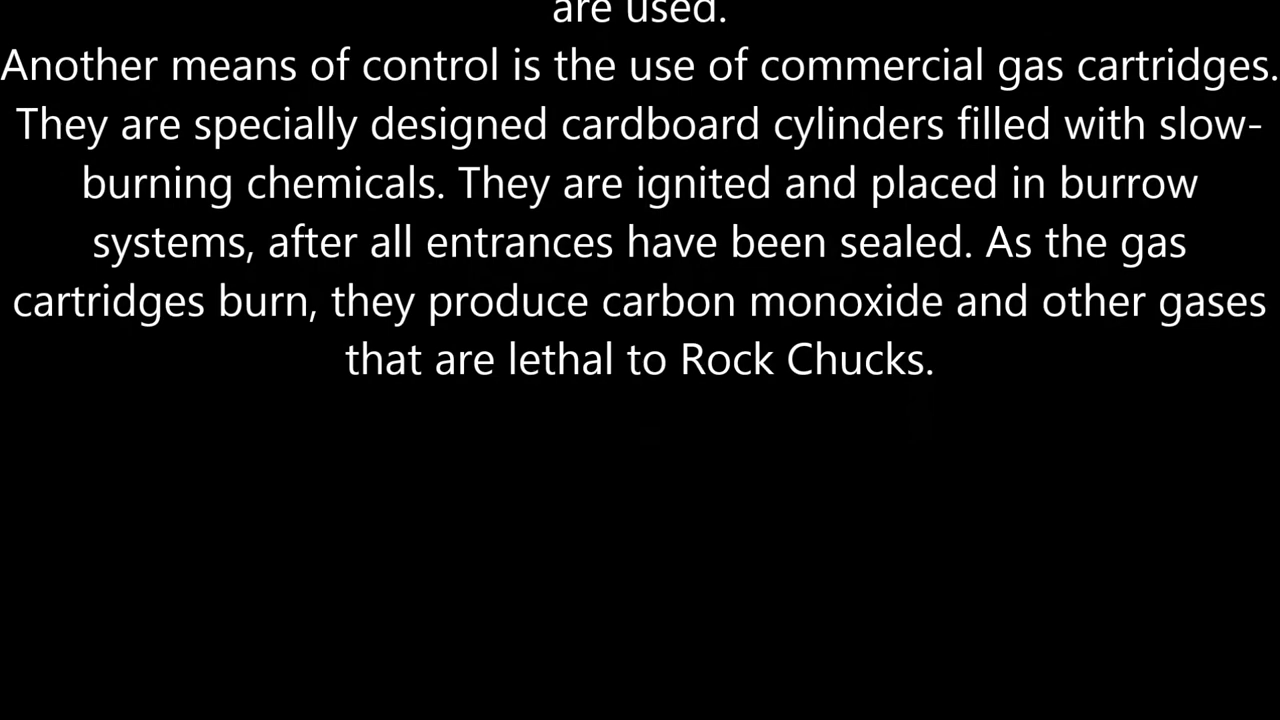 are used.
Another means of control is the use of commercial gas cartridges.
They are specially designed cardboard cylinders filled with slow-
burning chemicals. They are ignited and placed in burrow
systems, after all entrances have been sealed. As the gas
cartridges burn, they produce carbon monoxide and other gases
that are lethal to Rock Chucks.